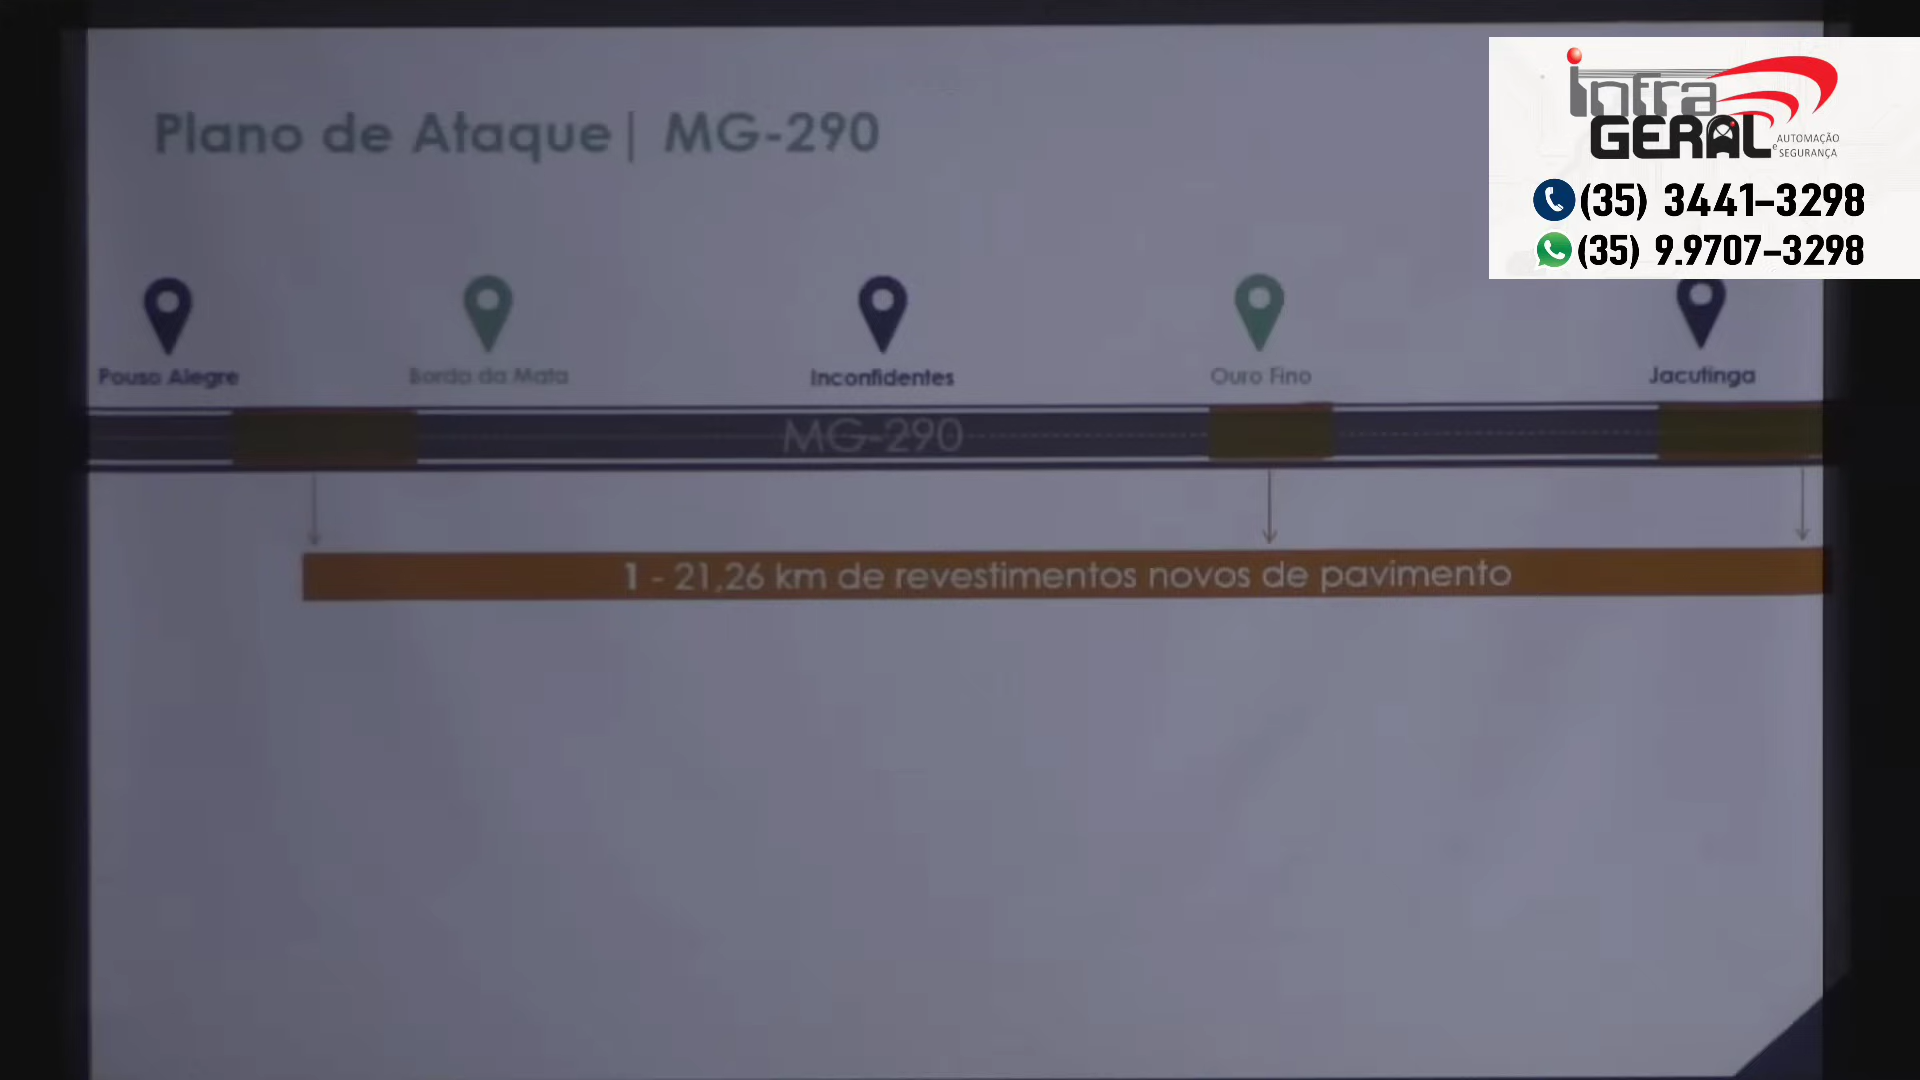 Plano de Ataque| MG-290
infra
GERAL
AUTOMAÇÃO
e SEGURANÇA
(35) 3441-3298
(35) 9.9707-3298
Pouso Alegre
Borda da Mata
Inconfidentes
Ouro Fino
Jacutinga
MG-290
1 - 21,26 km de revestimentos novos de pavimento